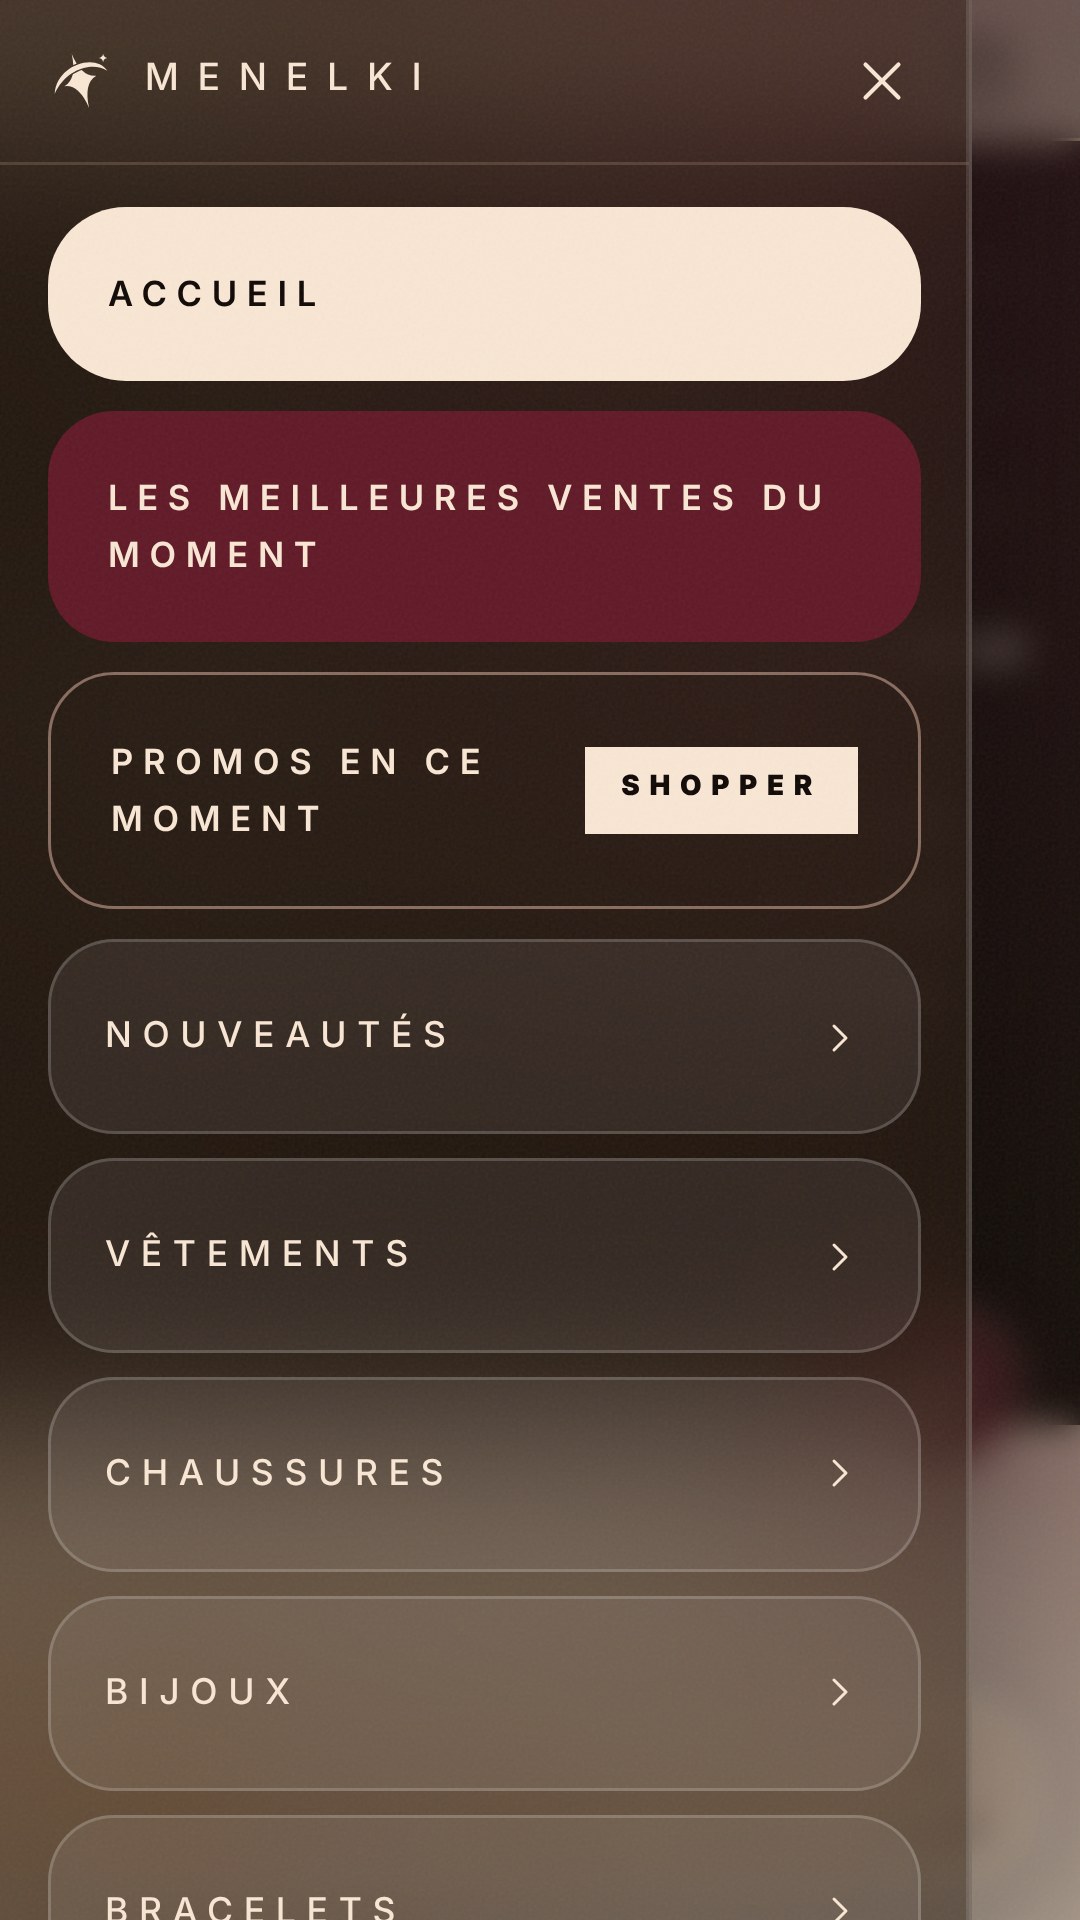 MENELKI
ACCUEIL
LES MEILLEURES VENTES DU
MOMENT
PROMOS EN CE
MOMENT
SHOPPER
NOUVEAUTÉS
VÊTEMENTS
CHAUSSURES
BIJOUX
BRACELETS